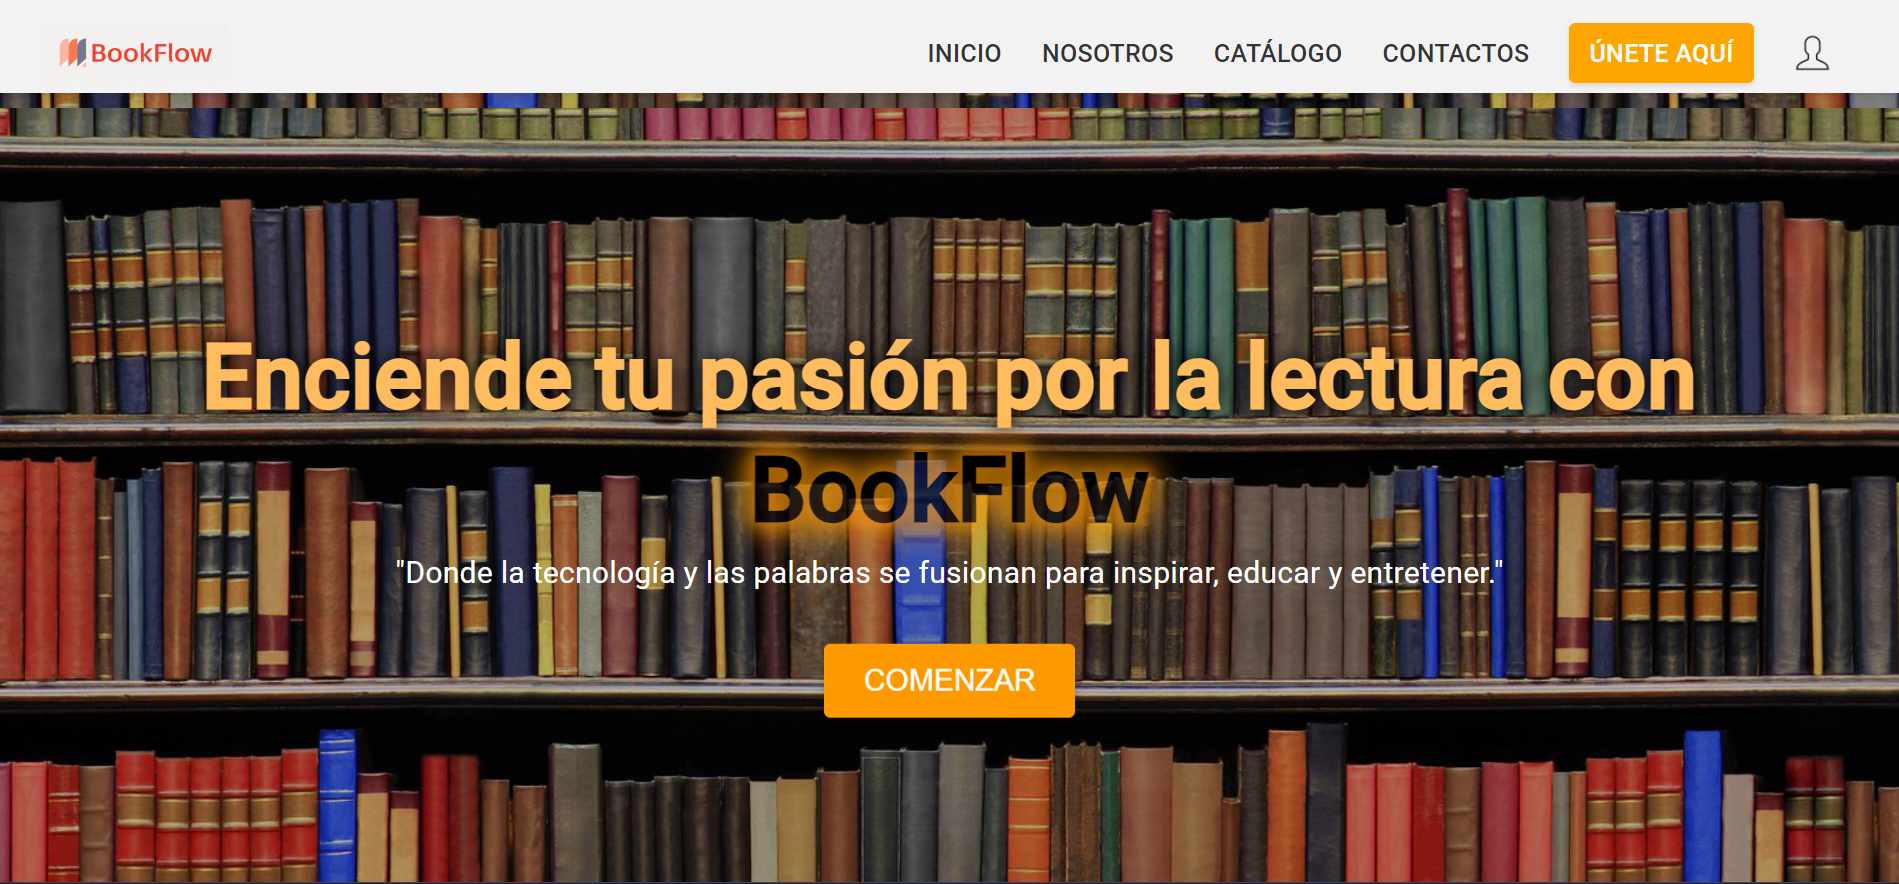 BookFlow
INICIO NOSOTROS CATÁLOGO CONTACTOS ÚNETE AQUÍ
Enciende tu pasión por la lectura con
BookFlow
"Donde la tecnología y las palabras se fusionan para inspirar, educar y entretener."
COMENZAR